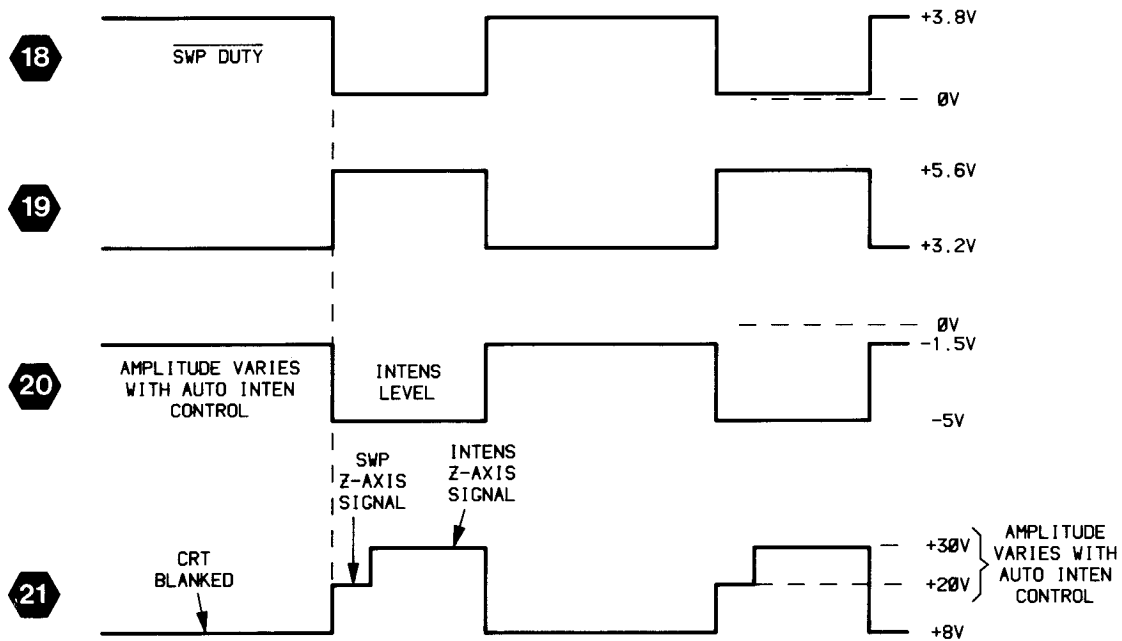 18
SWP DUTY
+3.8V
0V
19
+5.6V
+3.2V
20
AMPLITUDE VARIES
WITH AUTO INTEN
CONTROL
INTENS
LEVEL
0V
-1.5V
-5V
21
CRT
BLANKED
SWP
Z-AXIS
SIGNAL
INTENS
Z-AXIS
SIGNAL
+30V
+20V
+8V
AMPLITUDE
VARIES WITH
AUTO INTEN
CONTROL